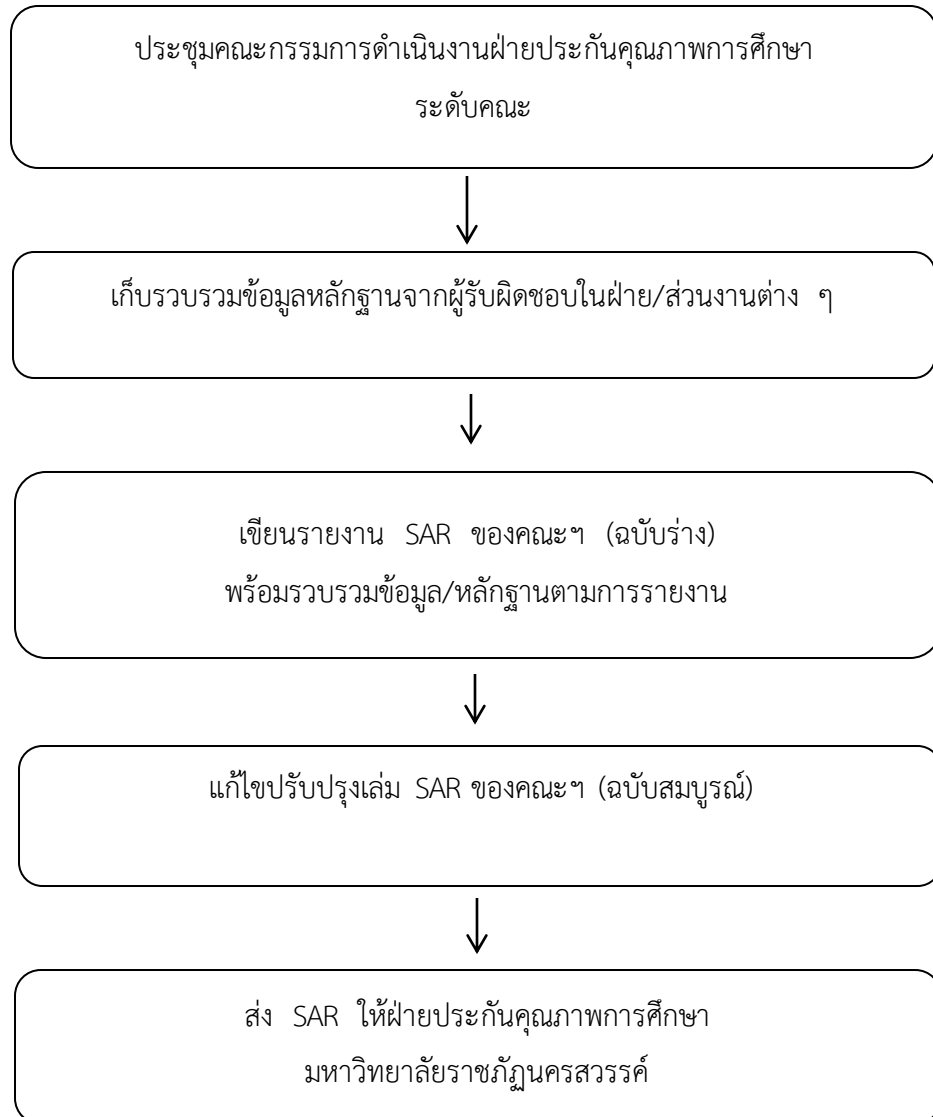 ประชุมคณะกรรมการดำเนินงานฝ่ายประกันคุณภาพการศึกษา
ระดับคณะ
เก็บรวบรวมข้อมูลหลักฐานจากผู้รับผิดชอบในฝ่าย/ส่วนงานต่าง ๆ
เขียนรายงาน SAR ของคณะฯ (ฉบับร่าง)
พร้อมรวบรวมข้อมูล/หลักฐานตามการรายงาน
แก้ไขปรับปรุงเล่ม SAR ของคณะฯ (ฉบับสมบูรณ์)
ส่ง SAR ให้ฝ่ายประกันคุณภาพการศึกษา
มหาวิทยาลัยราชภัฏนครสวรรค์